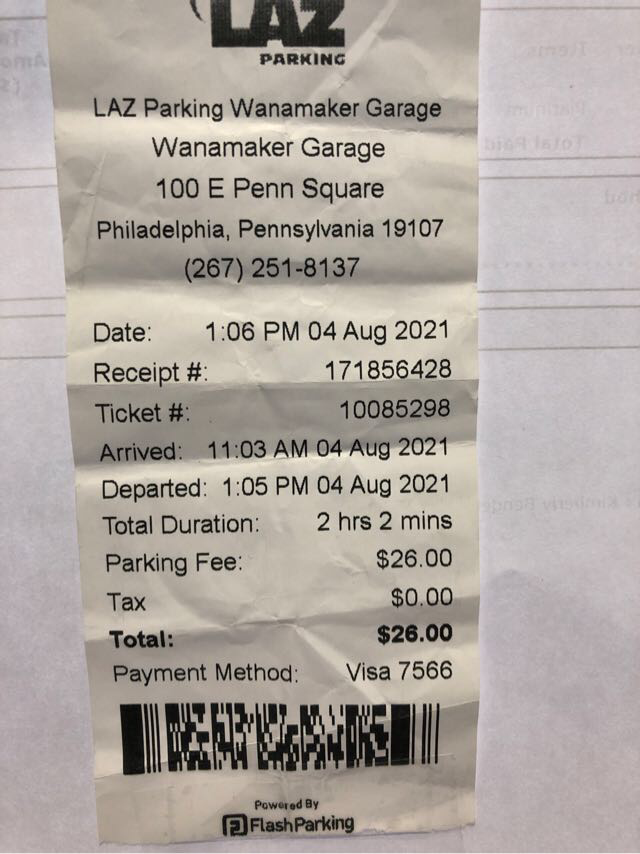 LAZ
PARKING
LAZ Parking Wanamaker Garage
Wanamaker Garage
100 E Penn Square
Philadelphia, Pennsylvania 19107
(267) 251-8137
Date: 1:06 PM 04 Aug 2021
Receipt #: 171856428
Ticket #: 10085298
Arrived: 11:03 AM 04 Aug 2021
Departed: 1:05 PM 04 Aug 2021
Total Duration: 2 hrs 2 mins
Parking Fee: $26.00
Tax $0.00
Total: $26.00
Payment Method: Visa 7566
Powered By
FlashParking